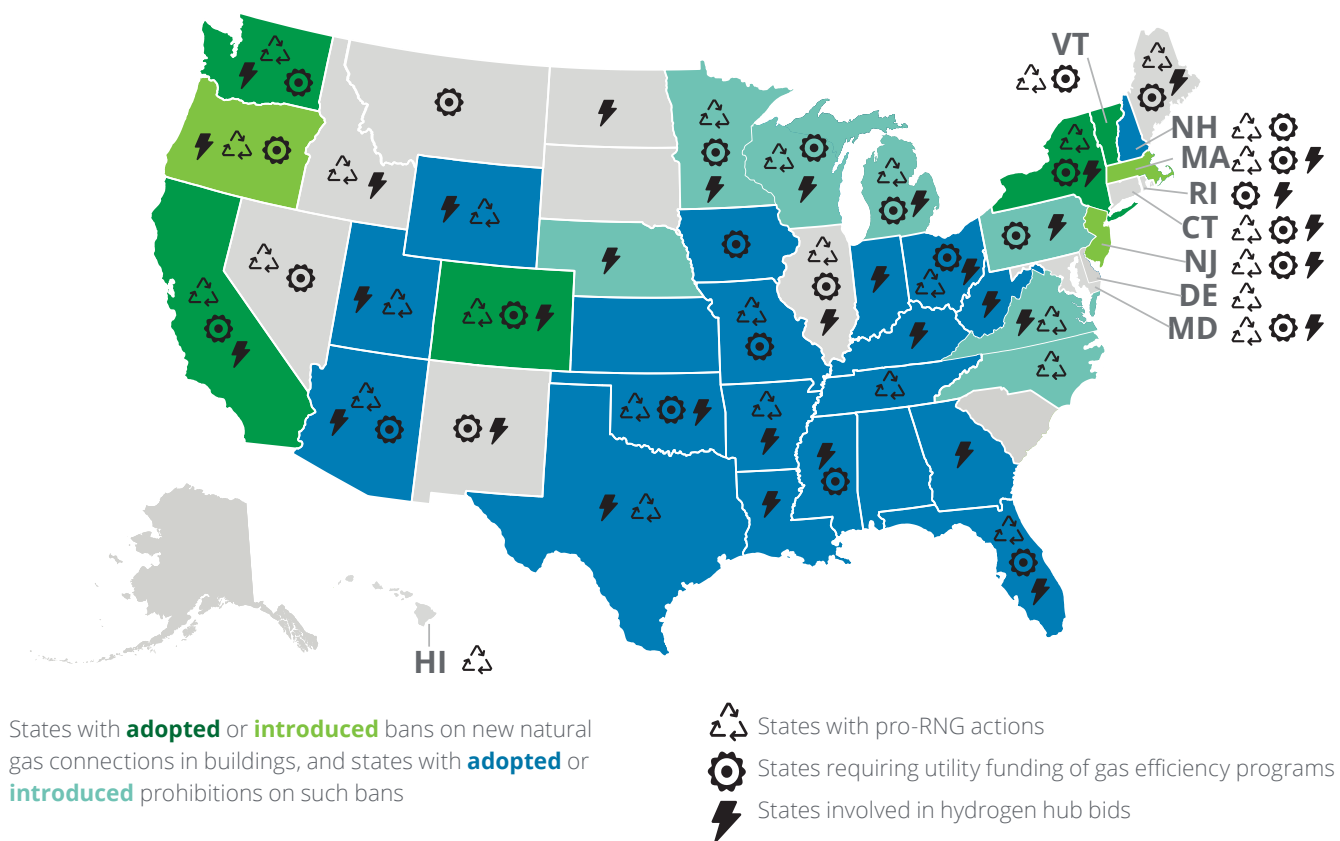 VT
NH
MA
RI
CT
NJ
DE
MD
HI
States with adopted or introduced bans on new natural
gas connections in buildings, and states with adopted or
introduced prohibitions on such bans
States with pro-RNG actions
States requiring utility funding of gas efficiency programs
States involved in hydrogen hub bids